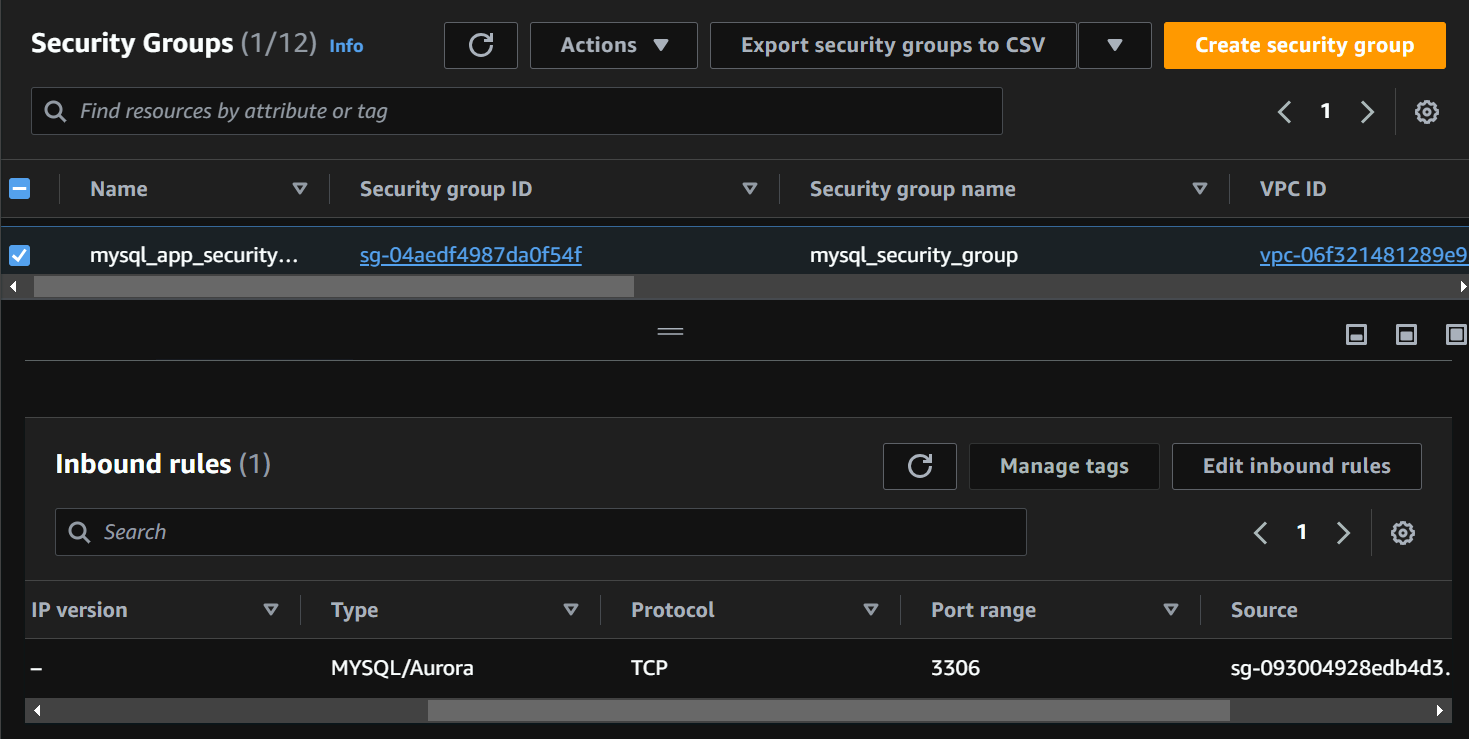 Security Groups (1/12) Info Actions Export security groups to CSV Create security group
Find resources by attribute or tag 1
Name Security group ID Security group name VPC ID
mysql_app_security... sg-04aedf4987da0f54f mysql_security_group vpc-06f321481289e9
Inbound rules (1) Manage tags Edit inbound rules
Search 1
IP version Type Protocol Port range Source
– MYSQL/Aurora TCP 3306 sg-093004928edb4d3.